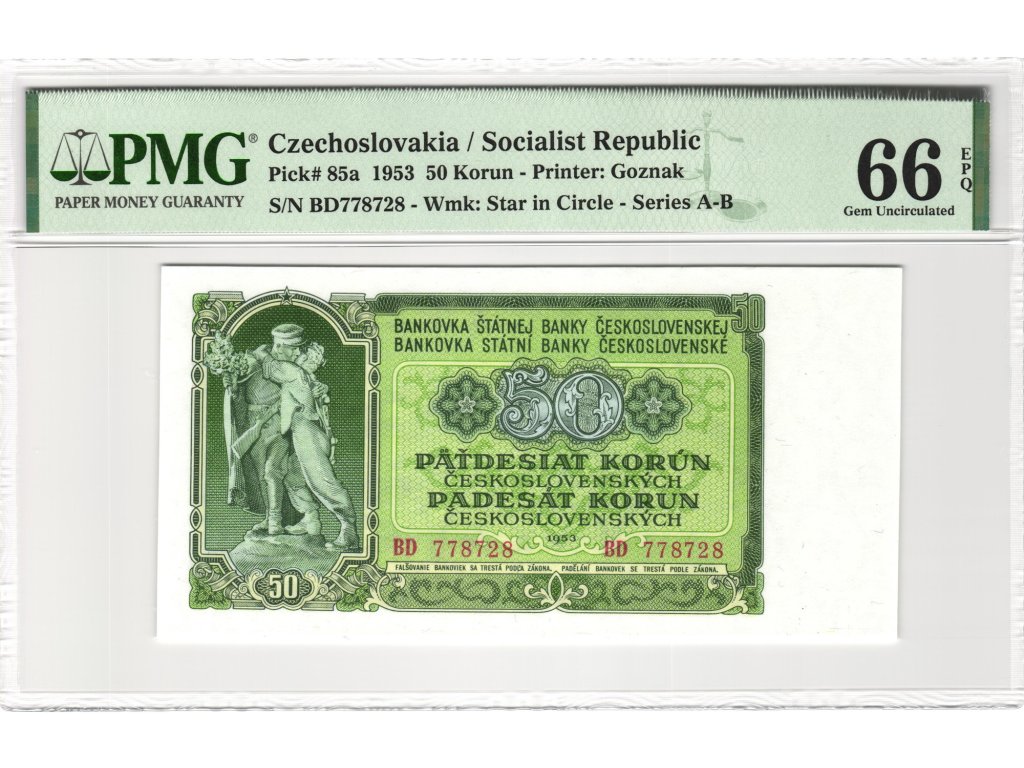 PMG®
PAPER MONEY GUARANTY
Czechoslovakia / Socialist Republic
Pick# 85a 1953 50 Korun - Printer: Goznak
S/N BD778728 - Wmk: Star in Circle - Series A-B
66
EPQ
Gem Uncirculated
50
BANKOVKA ŠTÁTNEJ BANKY ČESKOSLOVENSKEJ
BANKOVKA STÁTNÍ BANKY ČESKOSLOVENSKÉ
50
PÄŤDESIAT KORÚN
ČESKOSLOVENSKÝCH
PADESÁT KORUN
ČESKOSLOVENSKÝCH
1953
BD 778728 BD 778728
FALŠOVANIE BANKOVIEK SA TRESTÁ PODĽA ZÁKONA. PADĚLÁNÍ BANKOVEK SE TRESTÁ PODLE ZÁKONA.
50